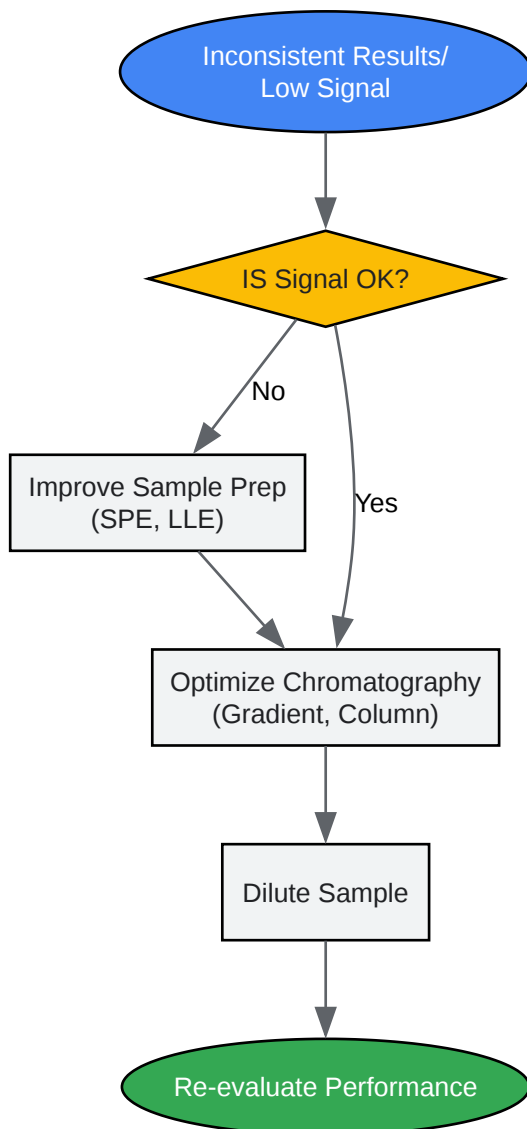 Inconsistent Results/
Low Signal
IS Signal OK?
No
Improve Sample Prep
(SPE, LLE)
Yes
Optimize Chromatography
(Gradient, Column)
Dilute Sample
Re-evaluate Performance